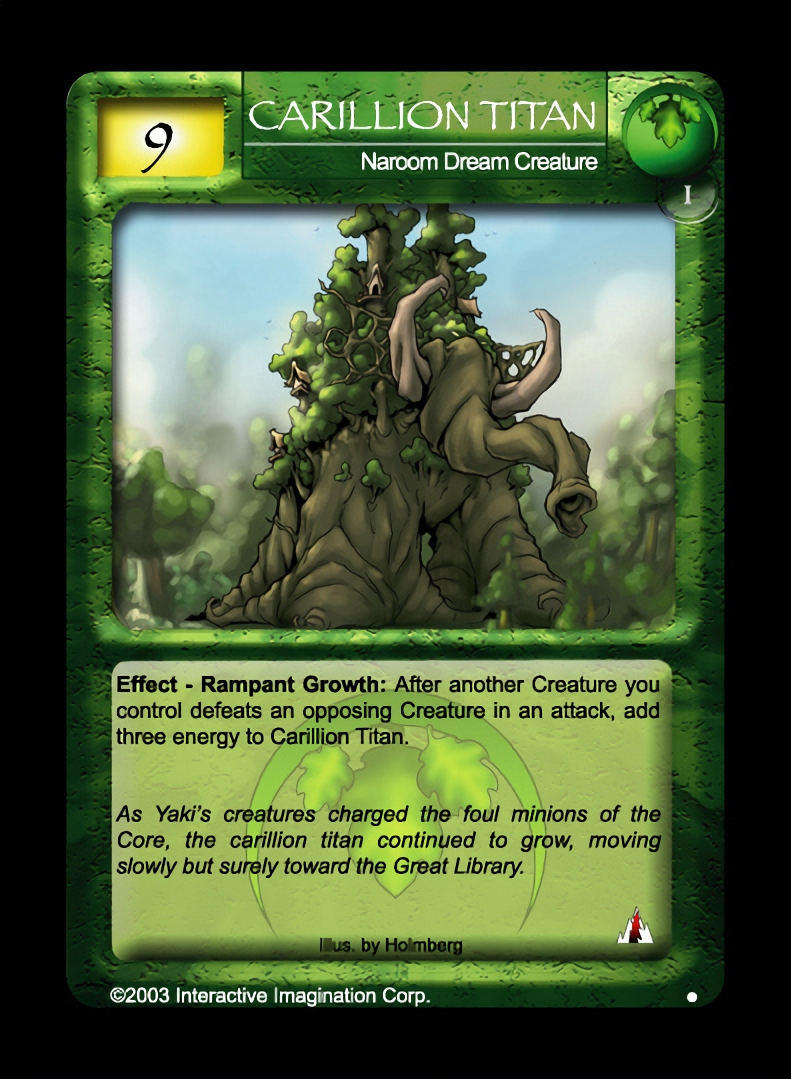 9
CARILLION TITAN
Naroom Dream Creature
I
Effect - Rampant Growth: After another Creature you
control defeats an opposing Creature in an attack, add
three energy to Carillion Titan.
As Yaki's creatures charged the foul minions of the
Core, the carillion titan continued to grow, moving
slowly but surely toward the Great Library.
Illus. by Holmberg
©2003 Interactive Imagination Corp.